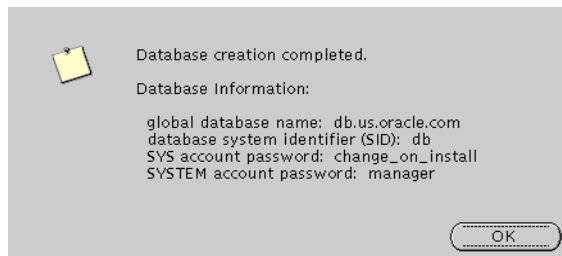 Database creation completed.
Database Information:
global database name: db.us.oracle.com
database system identifier (SID): db
SYS account password: change_on_install
SYSTEM account password: manager
OK